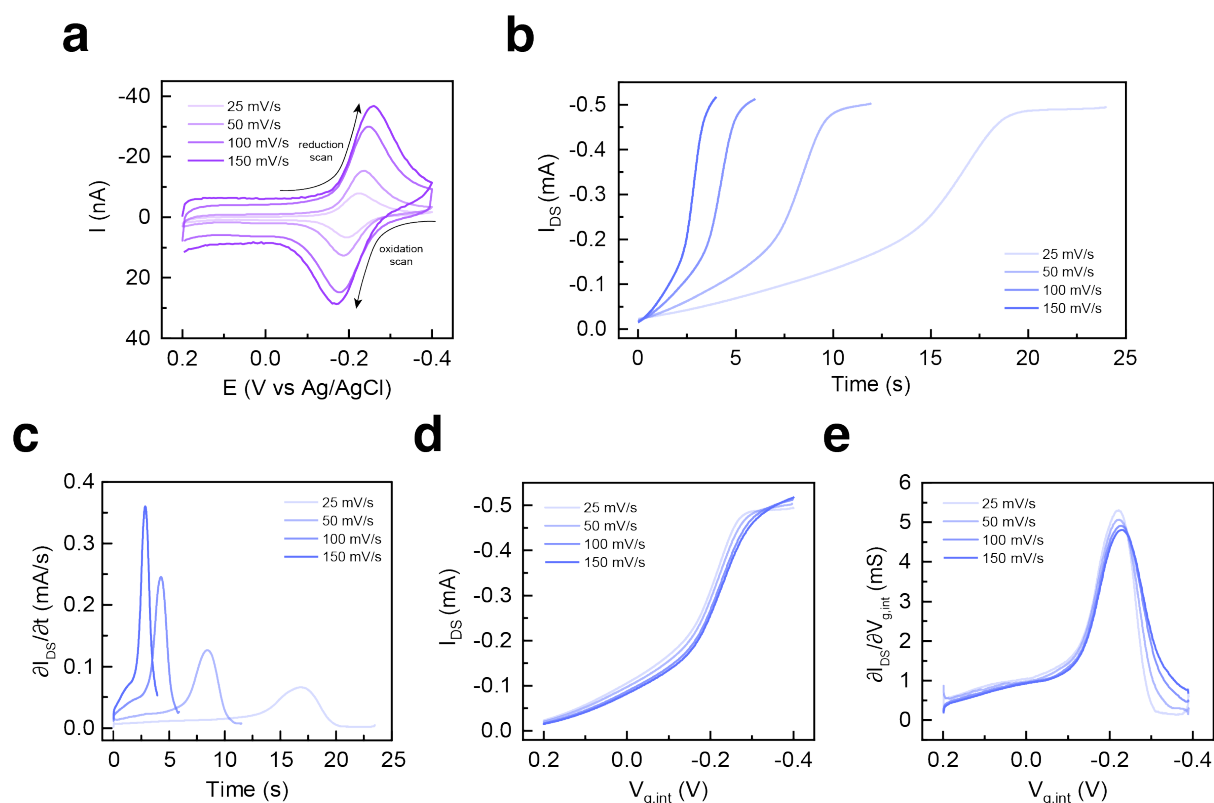 a
-40
-20
0
20
40
I (nA)
25 mV/s
50 mV/s
100 mV/s
150 mV/s
reduction
scan
oxidation
scan
0.2
0.0
-0.2
-0.4
E (V vs Ag/AgCl)
b
-0.5
-0.4
-0.3
-0.2
-0.1
0.0
I_DS (mA)
25 mV/s
50 mV/s
100 mV/s
150 mV/s
0
5
10
15
20
25
Time (s)
c
0.4
0.3
0.2
0.1
0.0
∂I_DS/∂t (mA/s)
25 mV/s
50 mV/s
100 mV/s
150 mV/s
0
5
10
15
20
25
Time (s)
d
-0.5
-0.4
-0.3
-0.2
-0.1
-0.0
I_DS (mA)
25 mV/s
50 mV/s
100 mV/s
150 mV/s
0.2
0.0
-0.2
-0.4
V_g,int (V)
e
6
5
4
3
2
1
0
∂I_DS/∂V_g,int (mS)
25 mV/s
50 mV/s
100 mV/s
150 mV/s
0.2
0.0
-0.2
-0.4
V_g,int (V)